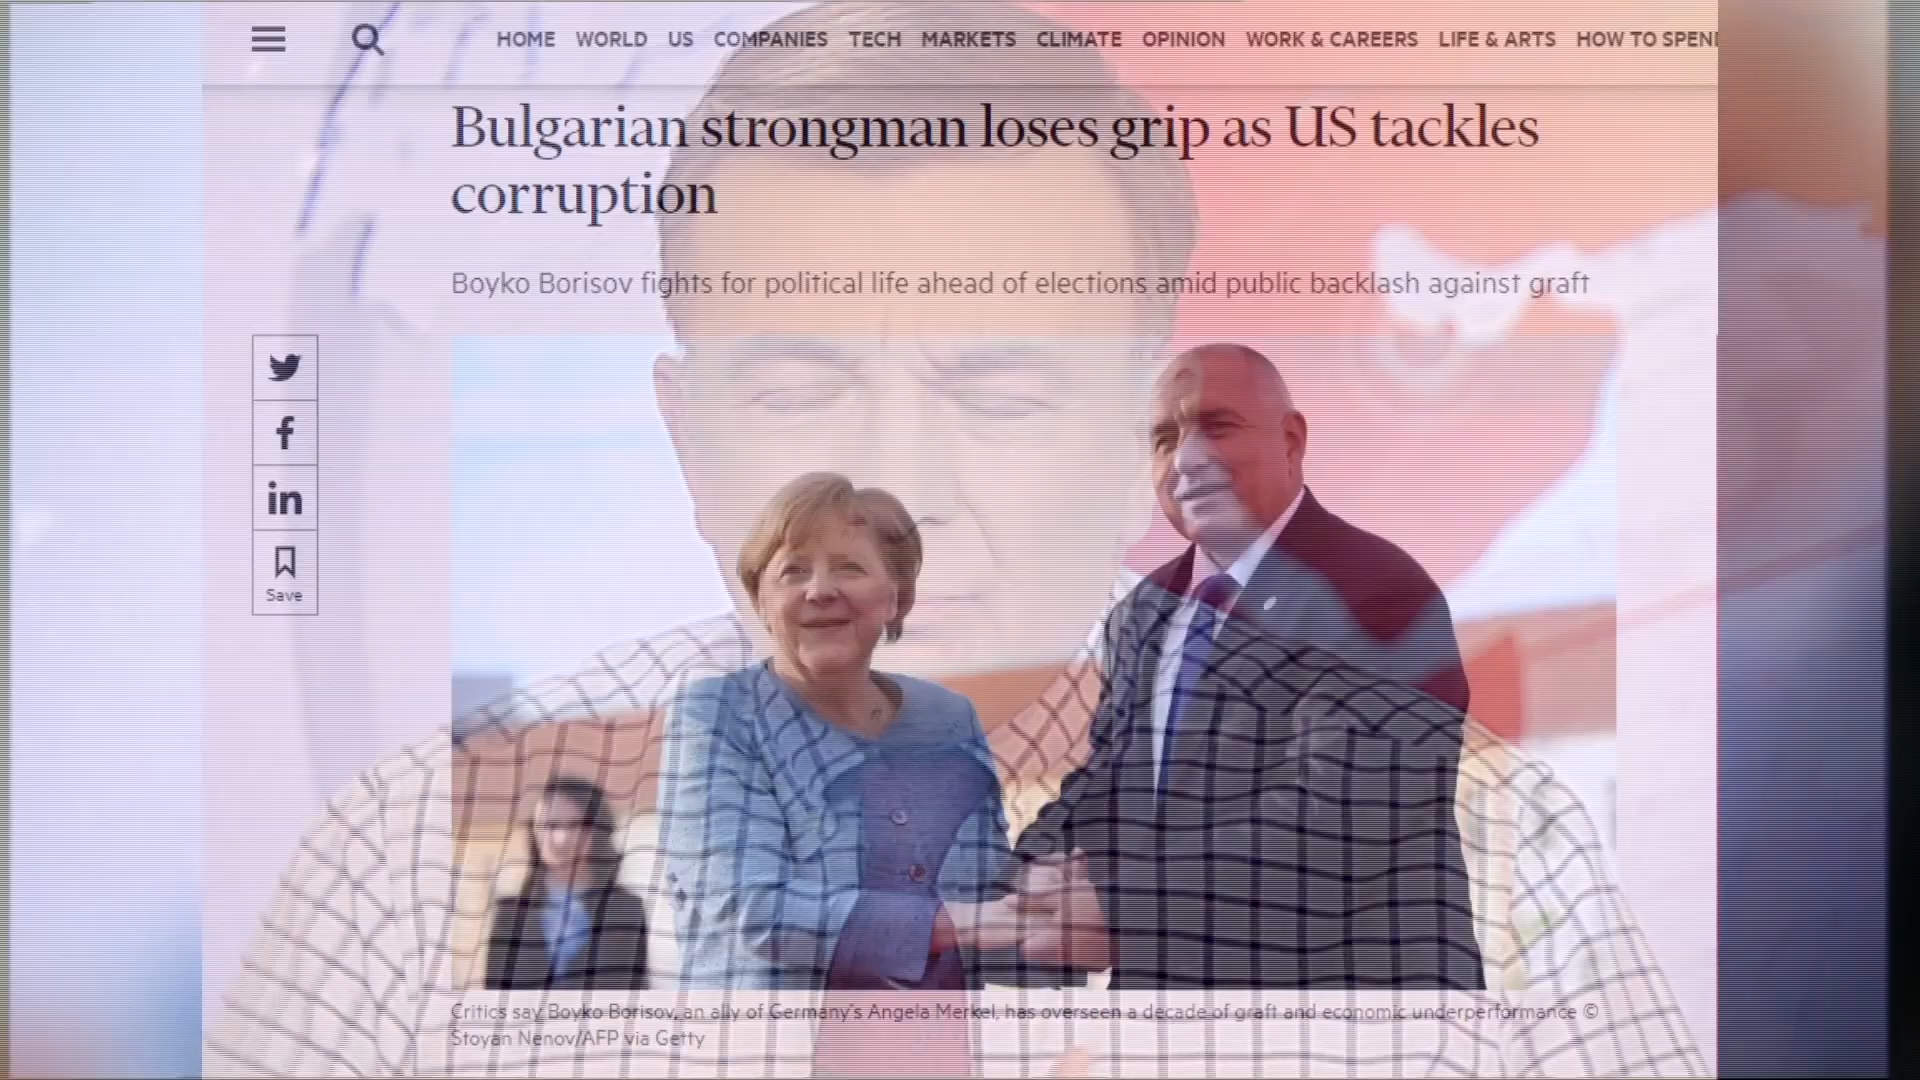 HOME WORLD US COMPANIES TECH MARKETS CLIMATE OPINION WORK & CAREERS LIFE & ARTS HOW TO SPEND
Bulgarian strongman loses grip as US tackles
corruption
Boyko Borisov fights for political life ahead of elections amid public backlash against graft
Save
Critics say Boyko Borisov, an ally of Germany's Angela Merkel, has overseen a decade of graft and economic underperformance ©
Stoyan Nenov/AFP via Getty